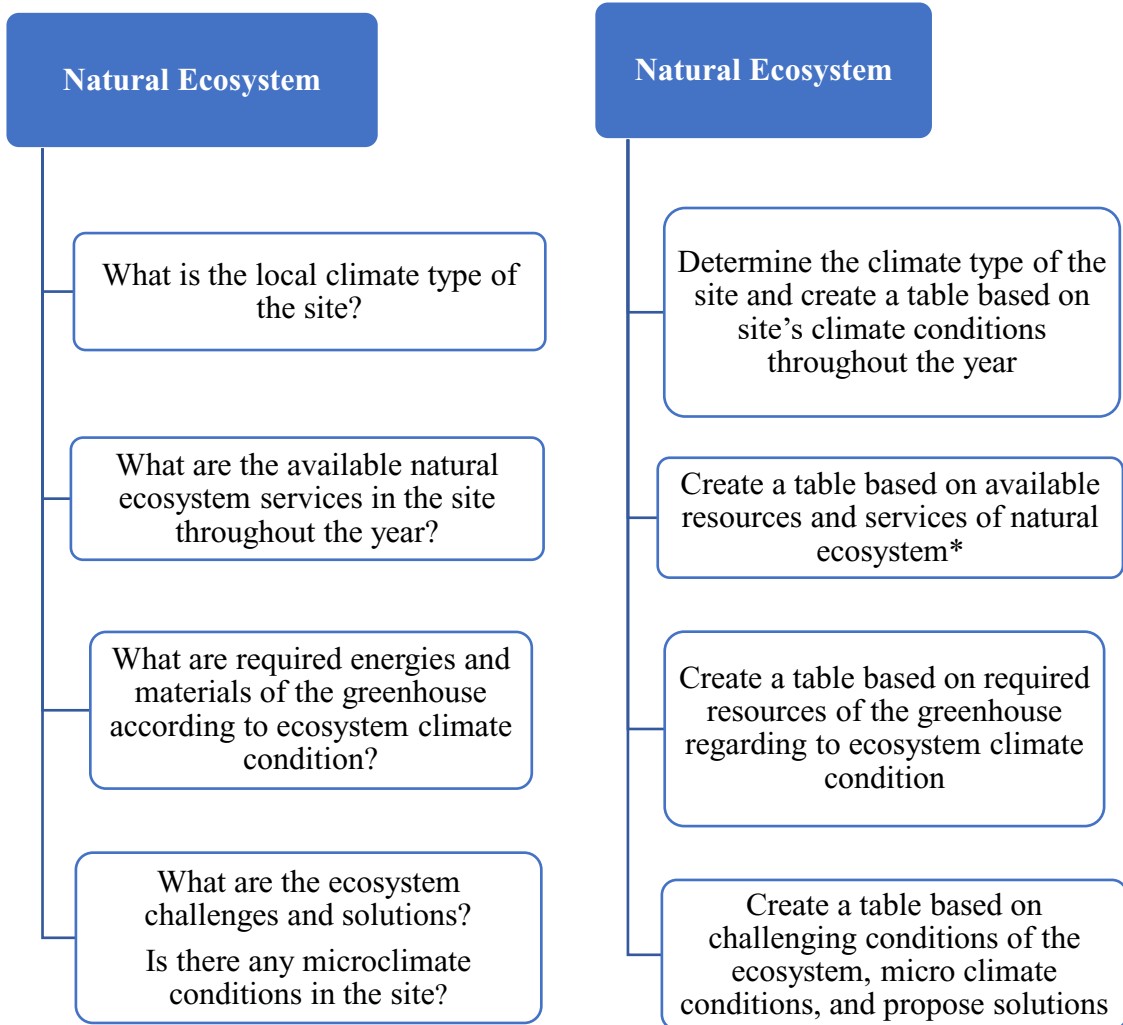 Natural Ecosystem
What is the local climate type of
the site?
What are the available natural
ecosystem services in the site
throughout the year?
What are required energies and
materials of the greenhouse
according to ecosystem climate
condition?
What are the ecosystem
challenges and solutions?
Is there any microclimate
conditions in the site?
Natural Ecosystem
Determine the climate type of the
site and create a table based on
site’s climate conditions
throughout the year
Create a table based on available
resources and services of natural
ecosystem*
Create a table based on required
resources of the greenhouse
regarding to ecosystem climate
condition
Create a table based on
challenging conditions of the
ecosystem, micro climate
conditions, and propose solutions